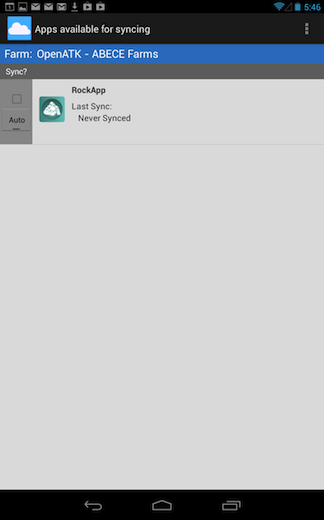 5:46
Apps available for syncing
Farm: OpenATK - ABECE Farms
Sync?
RockApp
Auto
Last Sync:
Never Synced